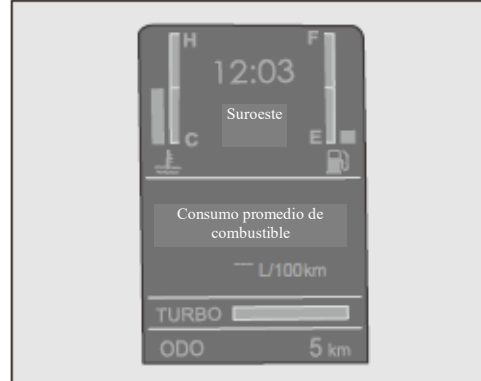 H F
12:03
Suroeste
C E
Consumo promedio de
combustible
--- L/100km
TURBO
ODO 5 km